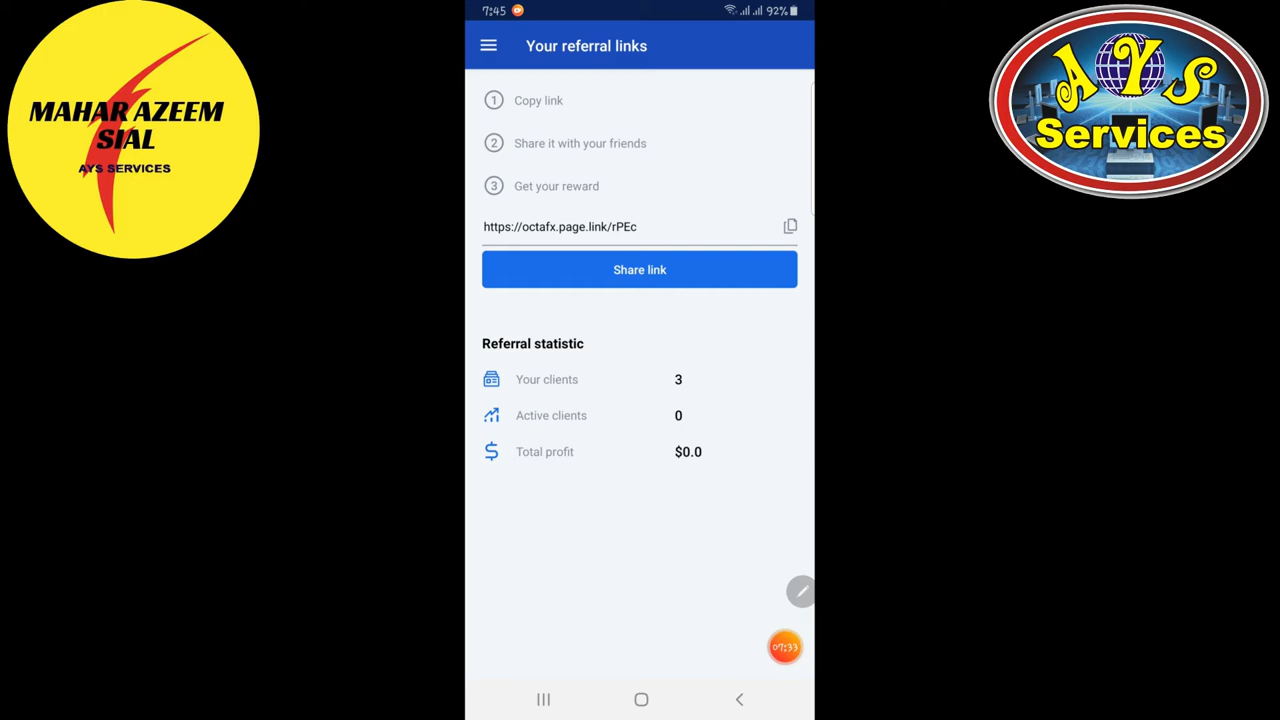 MAHAR AZEEM
SIAL
AYS SERVICES
AYS
Services
7:45
92%
Your referral links
1 Copy link
2 Share it with your friends
3 Get your reward
https://octafx.page.link/rPEc
Share link
Referral statistic
Your clients 3
Active clients 0
Total profit $0.0
07:33